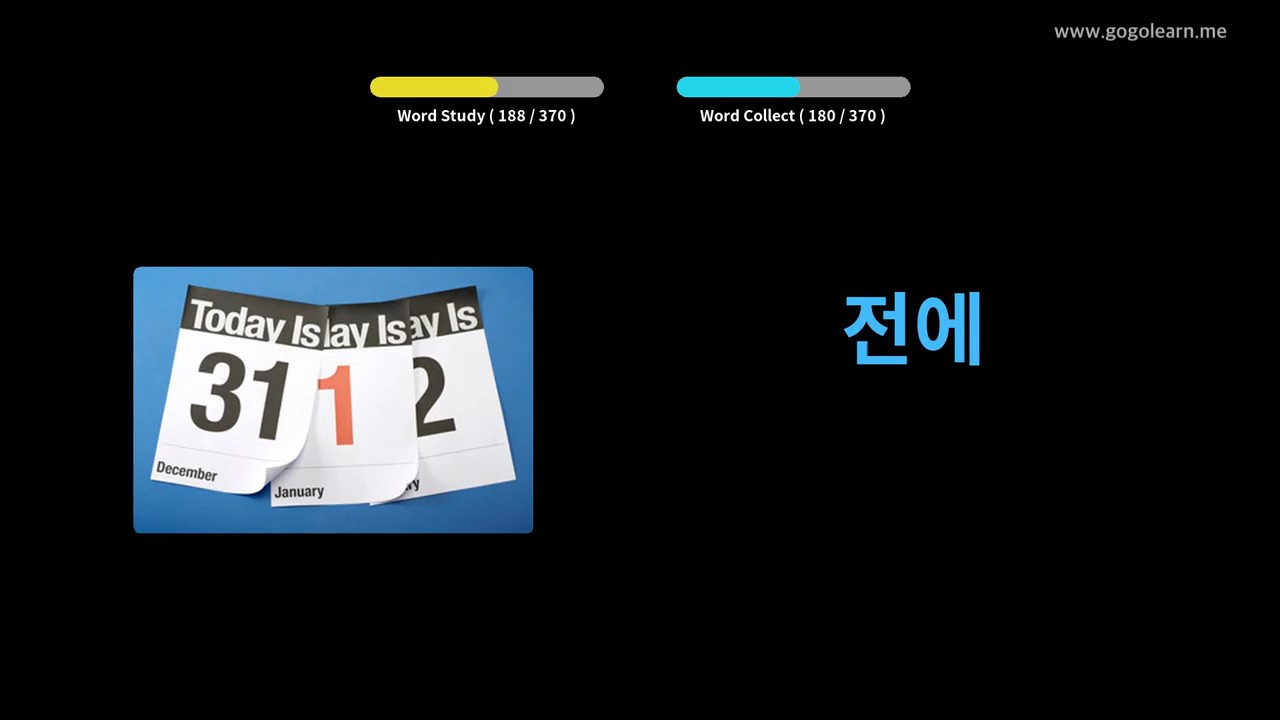 www.gogolearn.me
Word Study ( 188 / 370 )
Word Collect ( 180 / 370 )
Today Is
ay Is
ay Is
31
1
2
December
January
ry
전에